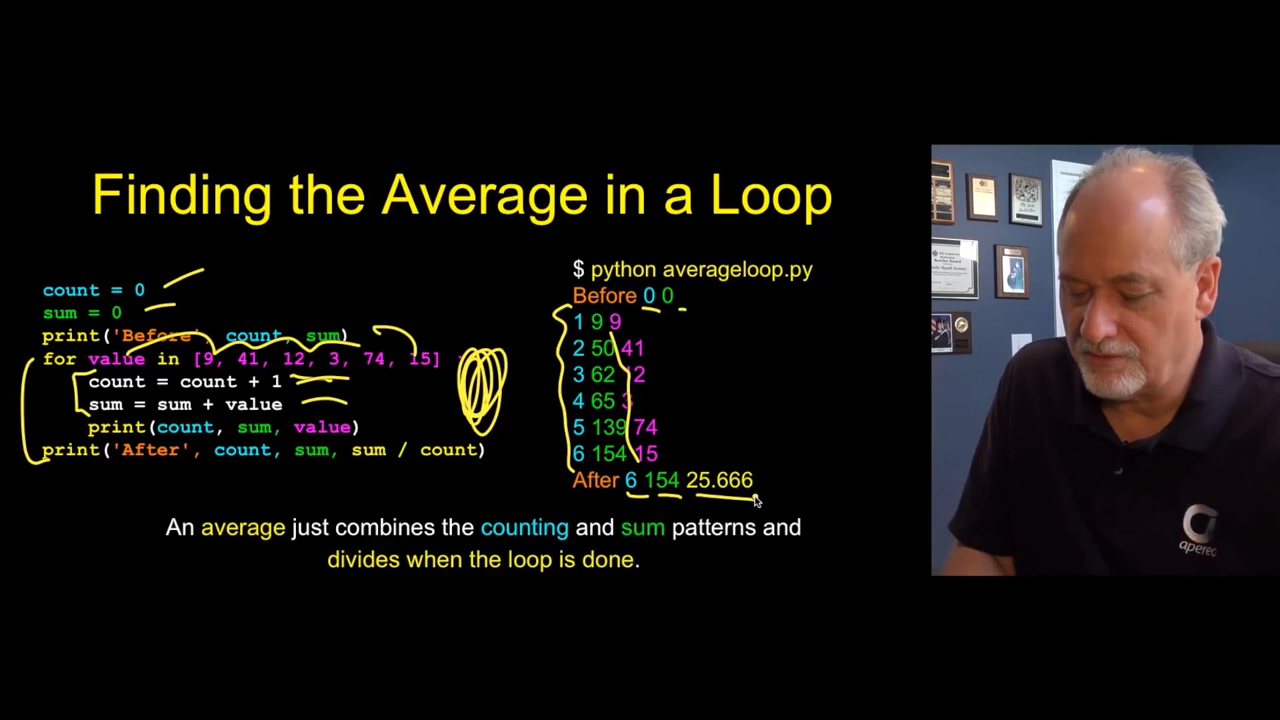 Finding the Average in a Loop
count = 0
sum = 0
print('Before', count, sum)
for value in [9, 41, 12, 3, 74, 15]
count = count + 1
sum = sum + value
print(count, sum, value)
print('After', count, sum, sum / count)
$ python averageloop.py
Before 0 0
1 9 9
2 50 41
3 62 12
4 65 3
5 139 74
6 154 15
After 6 154 25.666
An average just combines the counting and sum patterns and
divides when the loop is done.
apereo